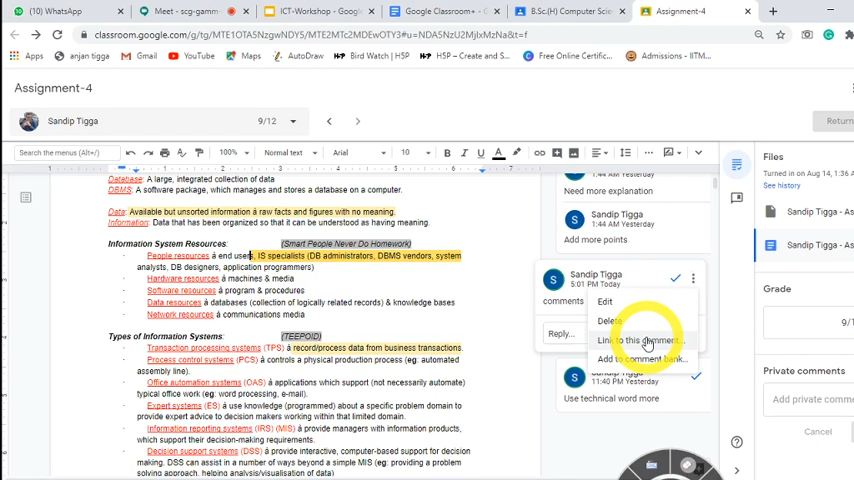 (10) WhatsApp
Meet - scg-gamm
ICT-Workshop - Google
Google Classroom+ - Google
B.Sc.(H) Computer Scie
Assignment-4
classroom.google.com/g/tg/
Apps
anjan tigga
Gmail
YouTube
Maps
AutoDraw
Bird Watch | H5P
H5P – Create and S...
Free Online Certific...
Admissions - IITM...
Assignment-4
Sandip Tigga
9/12
Return
Search the menus (Alt+/)
100%
Normal text
Arial
10
B I U A
Files
Turned in on Aug 14, 1:36
See history
Sandip Tigga - As
Sandip Tigga - As
Grade
9/1
Private comments
Add private comme
Cancel
Database: A large, integrated collection of data
DBMS: A software package, which manages and stores a database on a computer.
Data: Available but unsorted information á raw facts and figures with no meaning.
Information: Data that has been organized so that it can be understood as having meaning.
Information System Resources: (Smart People Never Do Homework)
- People resources á end users, IS specialists (DB administrators, DBMS vendors, system
analysts, DB designers, application programmers)
- Hardware resources á machines & media
- Software resources á program & procedures
- Data resources á databases (collection of logically related records) & knowledge bases
- Network resources á communications media
Types of Information Systems: (TEEPOID)
- Transaction processing systems (TPS) á record/process data from business transactions.
- Process control systems (PCS) á controls a physical production process (eg: automated
assembly line).
- Office automation systems (OAS) á applications which support (not necessarily automate)
typical office work (eg: word processing, e-mail).
- Expert systems (ES) á use knowledge (programmed) about a specific problem domain to
provide expert advice to decision makers working within that limited domain.
- Information reporting systems (IRS) (MIS) á provide managers with information products,
which support their decision-making requirements.
- Decision support systems (DSS) á provide interactive, computer-based support for decision
making. DSS can assist in a number of ways beyond a simple MIS (eg: providing a problem
solving approach, helping analysis/visualisation of data)
1:44 AM Yesterday
Need more explanation
Sandip Tigga
1:44 AM Yesterday
Add more points
S
Sandip Tigga
5:01 PM Today
comments
Reply...
Edit
Delete
Link to this comment...
Add to comment bank...
Sandip Tigga
11:40 PM Yesterday
Use technical word more